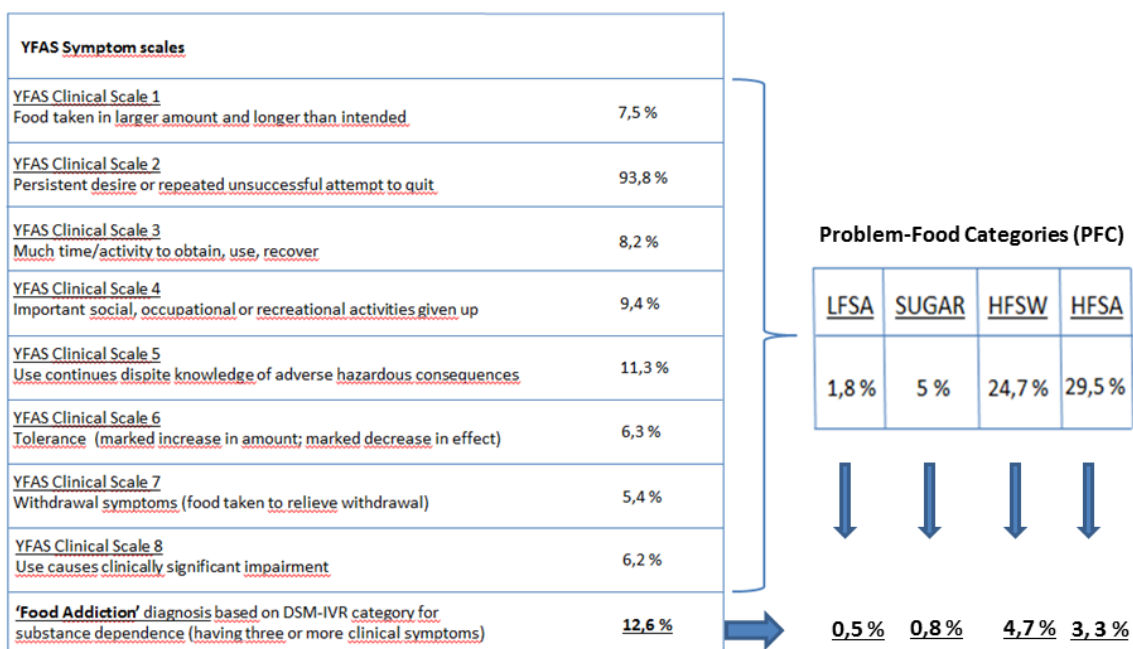 YFAS Symptom scales
YFAS Clinical Scale 1
Food taken in larger amount and longer than intended
7,5 %
YFAS Clinical Scale 2
Persistent desire or repeated unsuccessful attempt to quit
93,8 %
YFAS Clinical Scale 3
Much time/activity to obtain, use, recover
8,2 %
YFAS Clinical Scale 4
Important social, occupational or recreational activities given up
9,4 %
YFAS Clinical Scale 5
Use continues dispite knowledge of adverse hazardous consequences
11,3 %
YFAS Clinical Scale 6
Tolerance (marked increase in amount; marked decrease in effect)
6,3 %
YFAS Clinical Scale 7
Withdrawal symptoms (food taken to relieve withdrawal)
5,4 %
YFAS Clinical Scale 8
Use causes clinically significant impairment
6,2 %
‘Food Addiction’ diagnosis based on DSM-IVR category for
substance dependence (having three or more clinical symptoms)
12,6 %
Problem-Food Categories (PFC)
LFSA SUGAR HFSW HFSA
1,8 % 5 % 24,7 % 29,5 %
0,5 % 0,8 % 4,7 % 3, 3 %